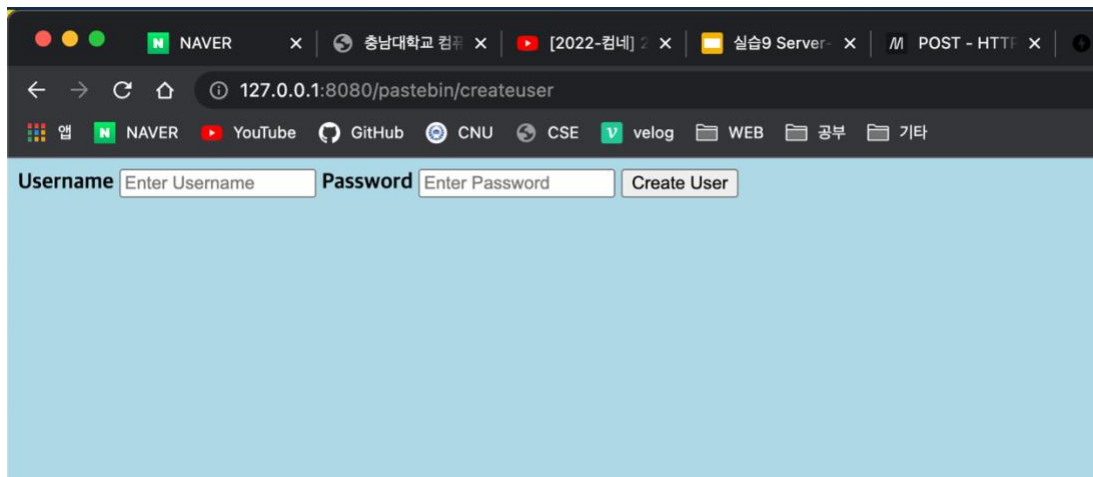 NAVER 충남대학교 컴퓨 [2022-컴네] 2 실습9 Server- POST - HTTP
127.0.0.1:8080/pastebin/createuser
앱 NAVER YouTube GitHub CNU CSE velog WEB 공부 기타
Username Enter Username Password Enter Password Create User